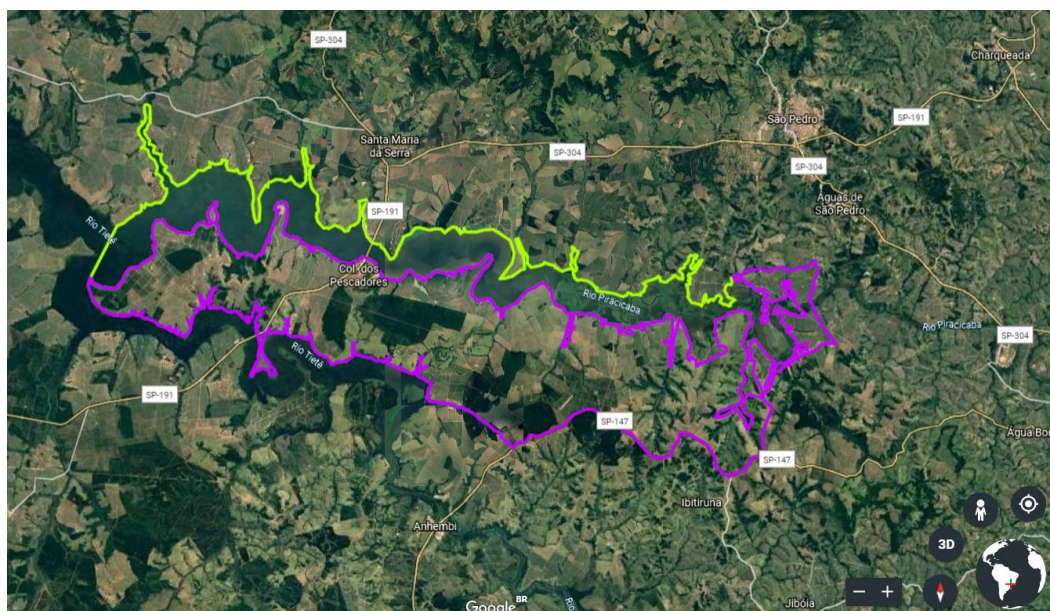 SP-304
Charqueada
São Pedro
SP-191
Santa Maria
da Serra
SP-304
SP-304
Águas de
São Pedro
SP-191
Rio Tietê
Col. dos
Pescadores
Rio Piracicaba
Rio Piracicaba
SP-304
Rio Tietê
SP-191
SP-147
Água Bo
SP-147
Ibitiruna
Anhembi
3D
Google
BR
Rio
Jibóia